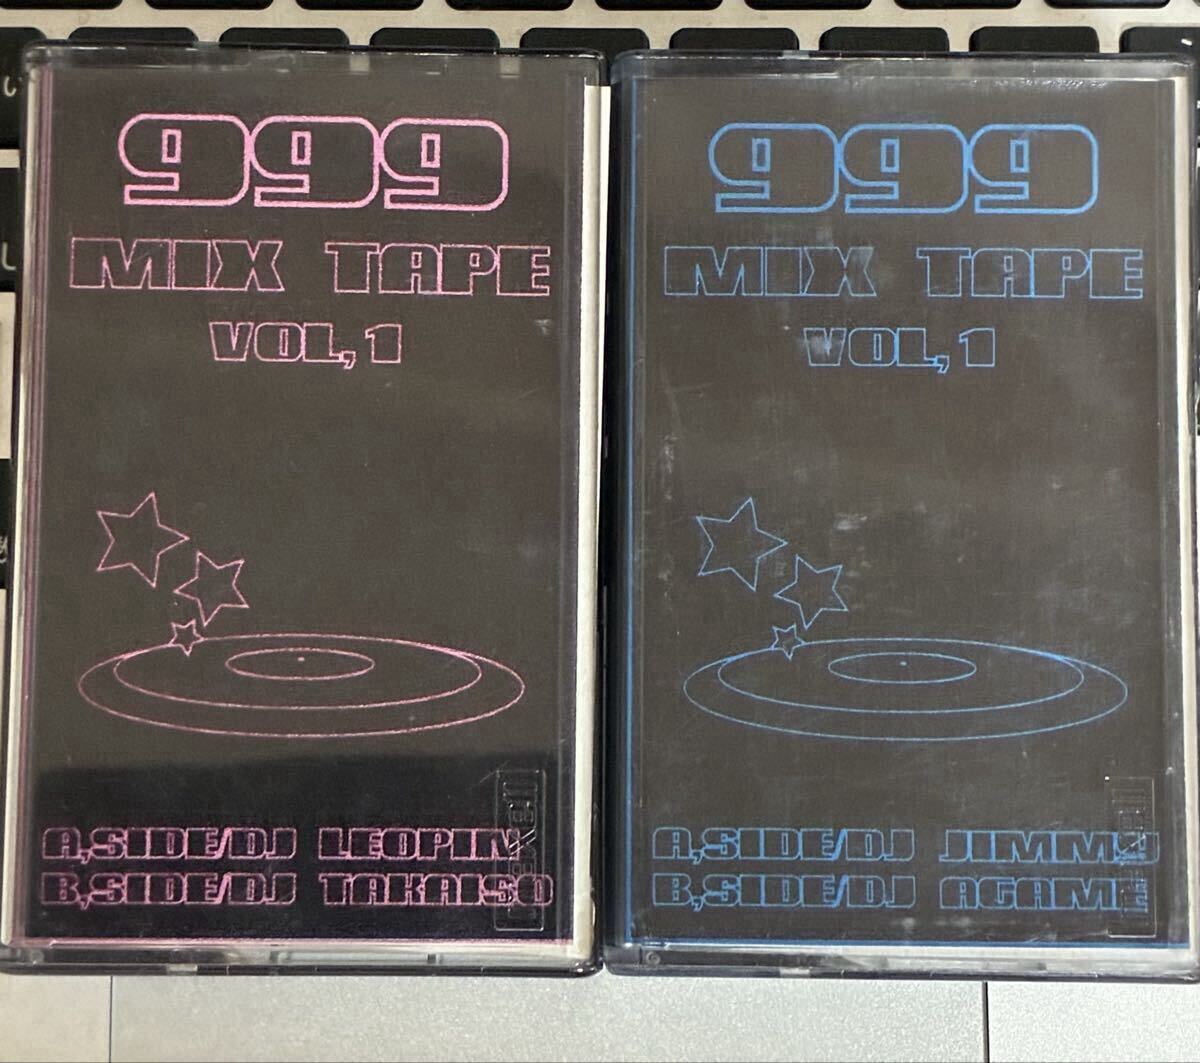 999
MIX TAPE
VOL,1
A,SIDE/DJ LEOPIN
B,SIDE/DJ TAKAISO
999
MIX TAPE
VOL,1
A,SIDE/DJ JIMMY
B,SIDE/DJ AGAMI